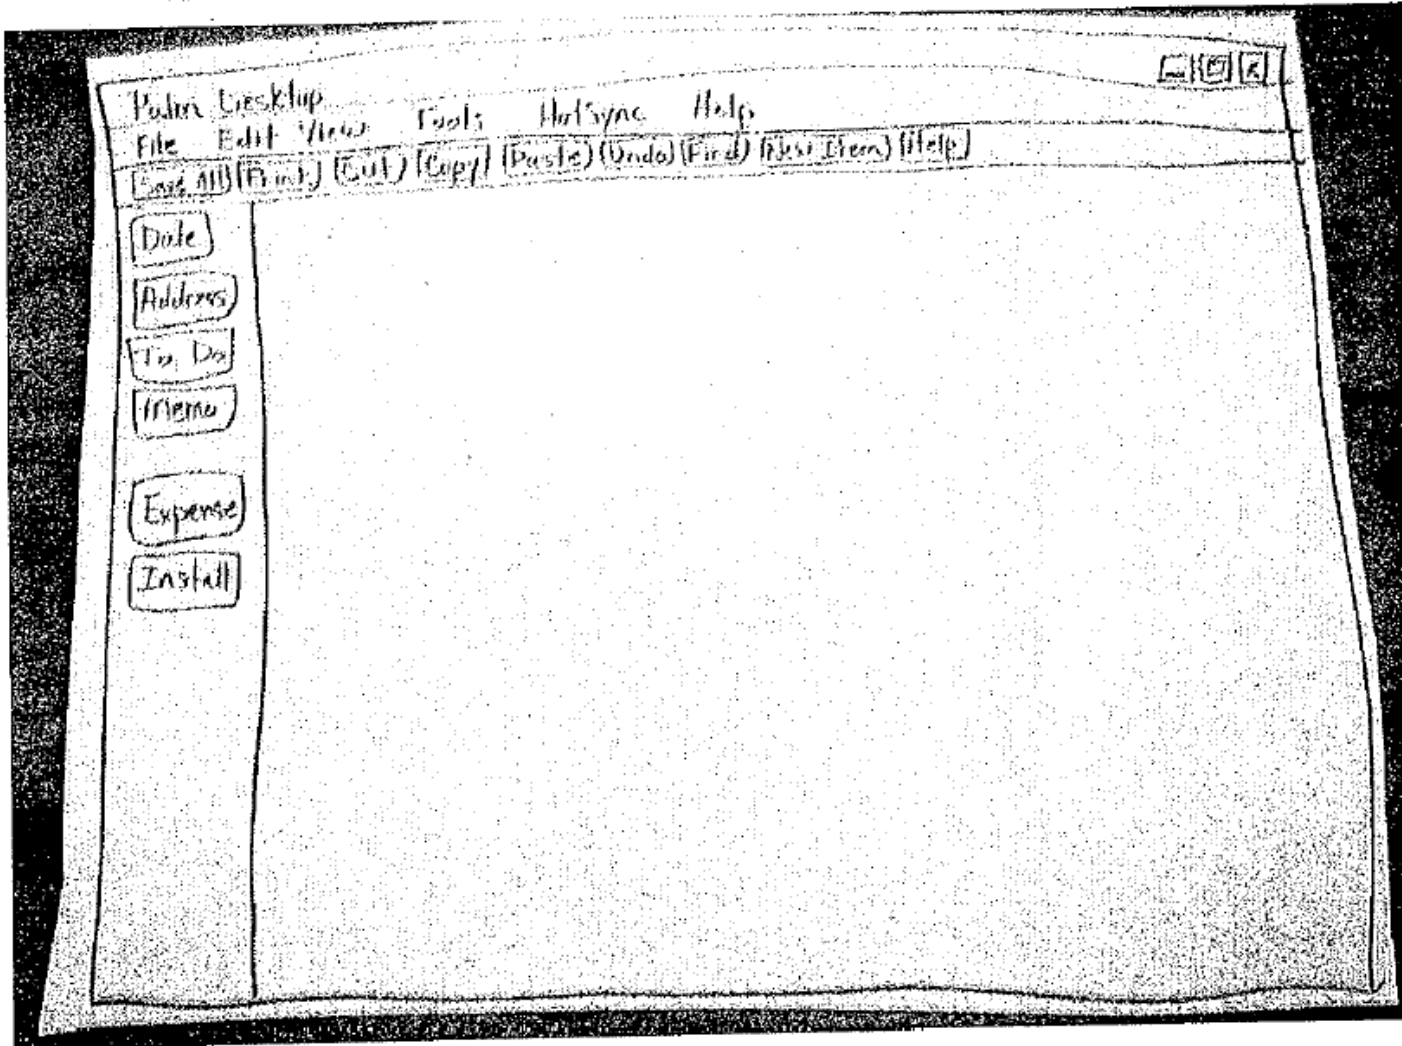 Palm Desktop
File Edit View Tools HotSync Help
Save All Print Cut Copy Paste Undo Find New Item Help
Date
Address
To Do
Memo
Expense
Install